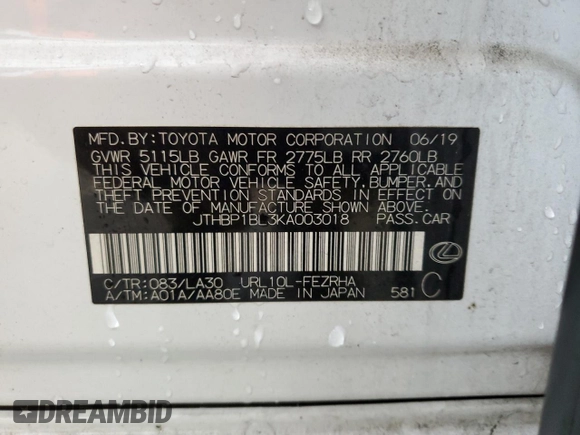 MFD.BY:TOYOTA MOTOR CORPORATION 06/19
GVWR 5115LB GAWR FR 2775LB RR 2760LB
THIS VEHICLE CONFORMS TO ALL APPLICABLE
FEDERAL MOTOR VEHICLE SAFETY,BUMPER,AND
THEFT PREVENTION STANDARDS IN EFFECT ON
THE DATE OF MANUFACTURE SHOWN ABOVE.
JTHBP1BL3KA003018 PASS.CAR
C/TR:083/LA30 URL10L-FEZRHA
A/TM:A01A/AA80E MADE IN JAPAN 581 C
DREAMBID